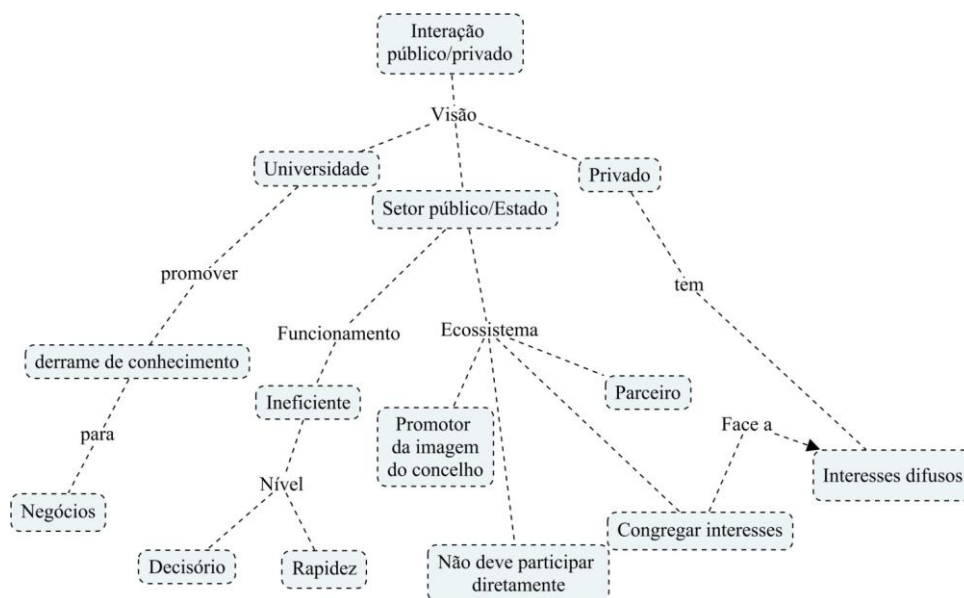 Interação
público/privado
Visão
Universidade
Privado
Setor público/Estado
promover
tem
Funcionamento
Ecossistema
derrame de conhecimento
Ineficiente
Parceiro
Promotor
da imagem
do concelho
Face a
para
Interesses difusos
Nível
Negócios
Congregar interesses
Decisório
Rapidez
Não deve participar
diretamente